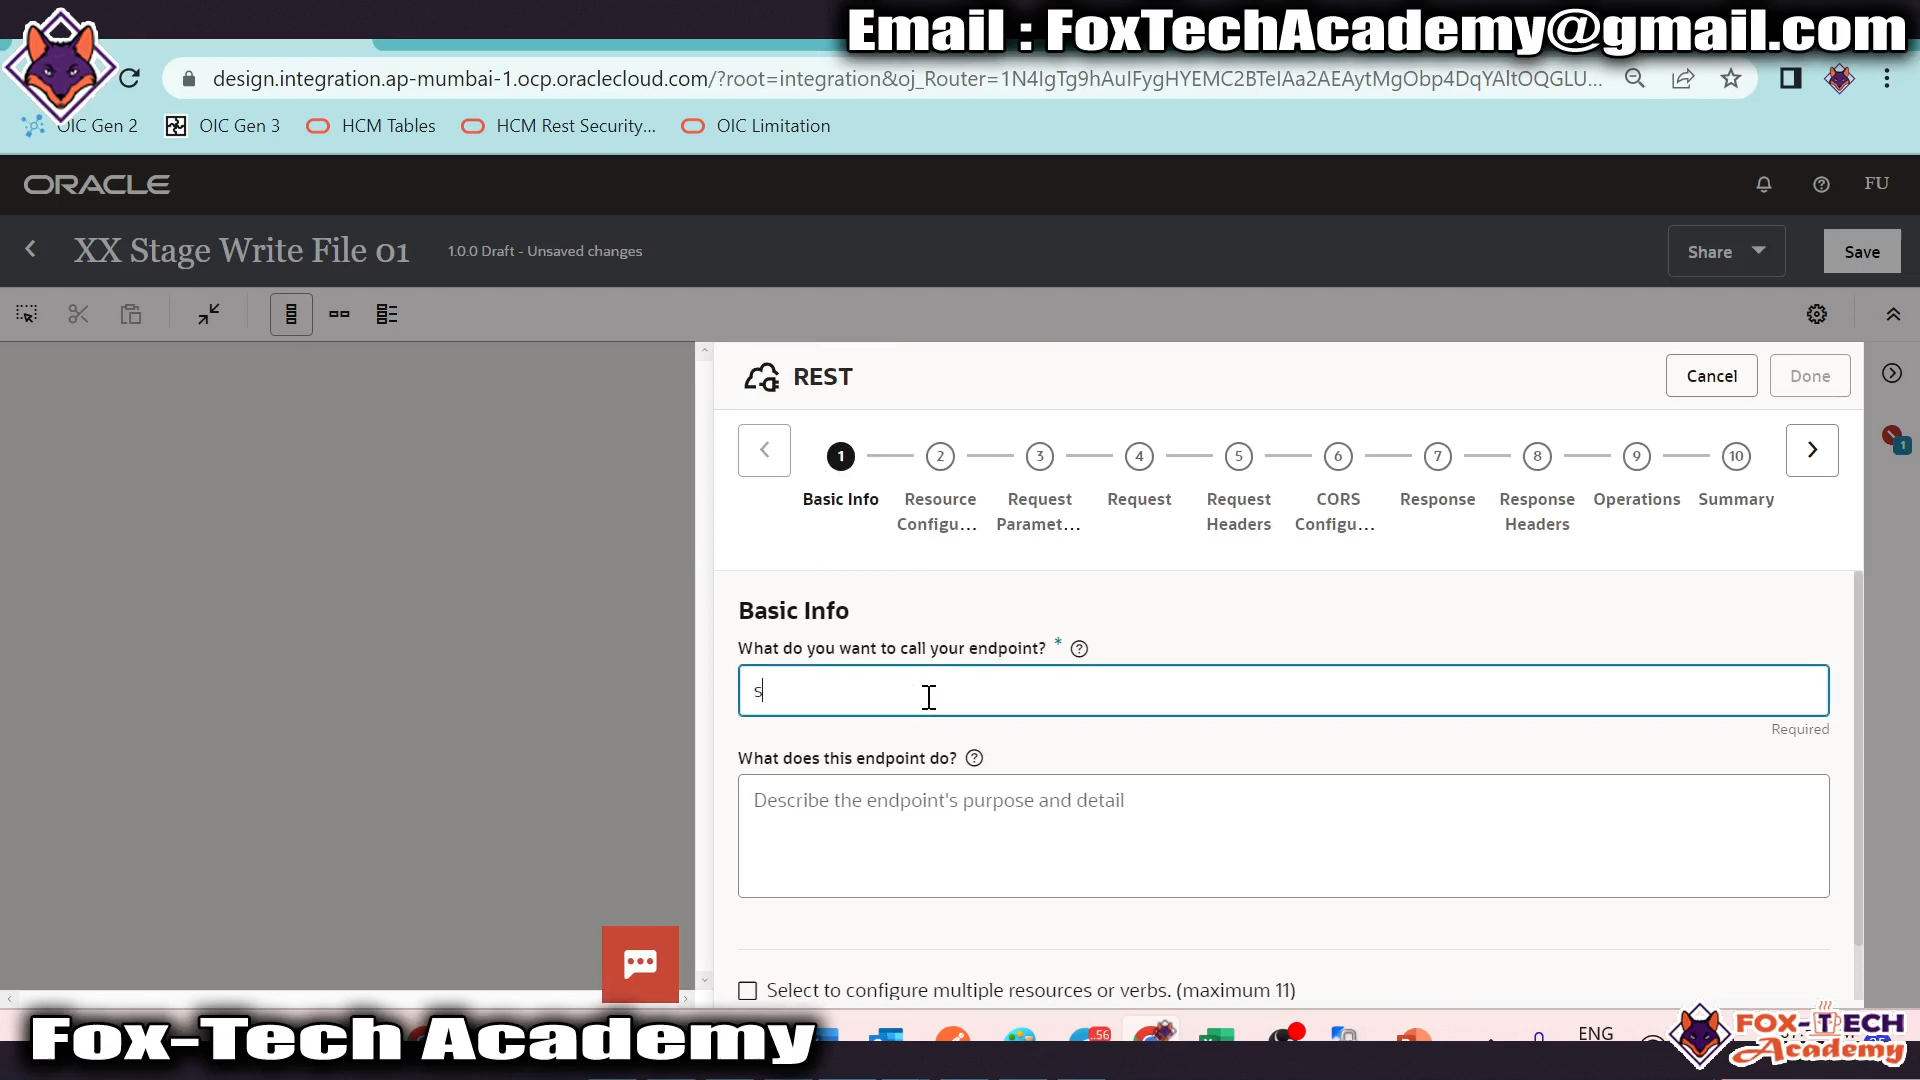 Email : FoxTechAcademy@gmail.com
design.integration.ap-mumbai-1.ocp.oraclecloud.com/?root=integration&oj_Router=1N4IgTg9hAuIFygHYEMC2BTeIAa2AEAytMgObp4DqYAltOQGLU...
OIC Gen 2
OIC Gen 3
HCM Tables
HCM Rest Security...
OIC Limitation
ORACLE
FU
XX Stage Write File 01
1.0.0 Draft - Unsaved changes
Share
Save
REST
Cancel
Done
1
1 2 3 4 5 6 7 8 9 10
Basic Info
Resource Configu...
Request Paramet...
Request
Request Headers
CORS Configu...
Response
Response Headers
Operations
Summary
Basic Info
What do you want to call your endpoint? *
s
Required
What does this endpoint do?
Describe the endpoint's purpose and detail
Select to configure multiple resources or verbs. (maximum 11)
Fox-Tech Academy
.56
ENG
FOX-TECH
Academy